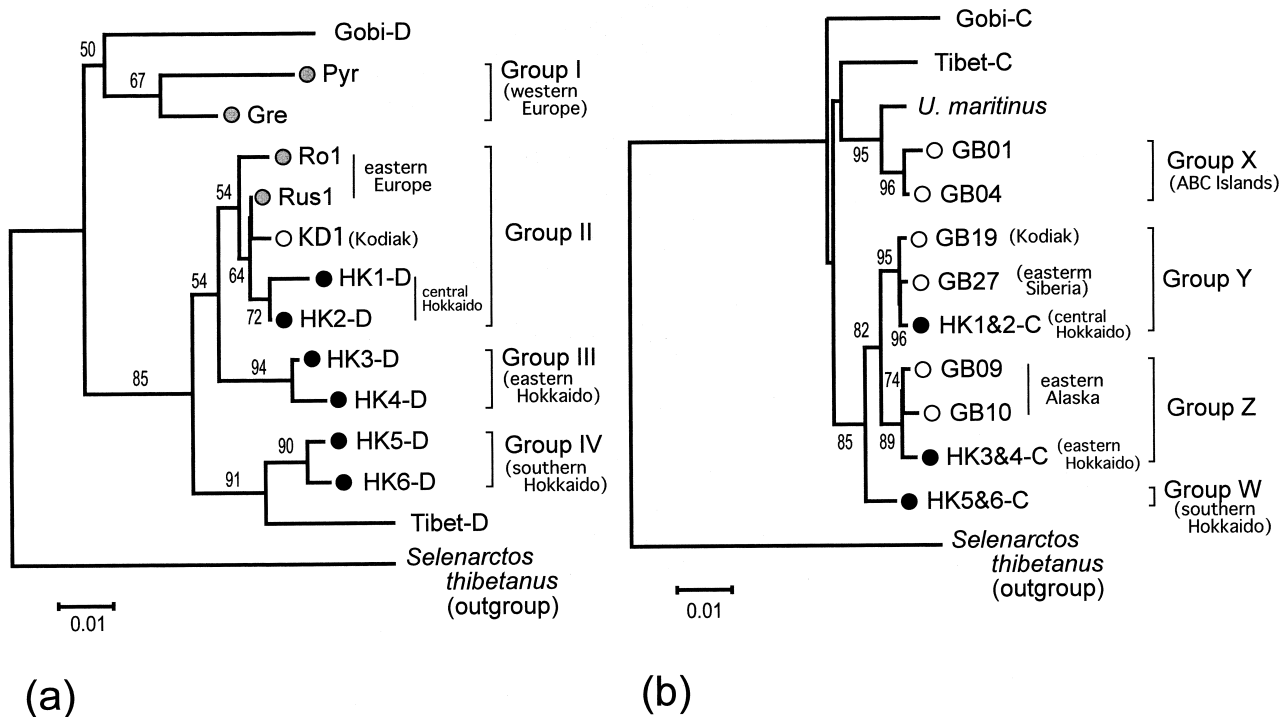 Gobi-D
50
67
Pyr
Group I
(western
Europe)
Gre
Ro1
eastern
Europe
54
Rus1
KD1 (Kodiak)
Group II
64
54
HK1-D
central
Hokkaido
72
HK2-D
HK3-D
Group III
(eastern
Hokkaido)
94
85
HK4-D
HK5-D
Group IV
(southern
Hokkaido)
90
91
HK6-D
Tibet-D
Selenarctos
thibetanus
(outgroup)
0.01
(a)
Gobi-C
Tibet-C
U. maritinus
95
GB01
Group X
(ABC Islands)
96
GB04
GB19 (Kodiak)
95
GB27 (easterm
Siberia)
Group Y
HK1&2-C (central
Hokkaido)
82
96
GB09
eastern
Alaska
74
GB10
Group Z
85
89
HK3&4-C (eastern
Hokkaido)
HK5&6-C
Group W
(southern
Hokkaido)
Selenarctos
thibetanus
(outgroup)
0.01
(b)